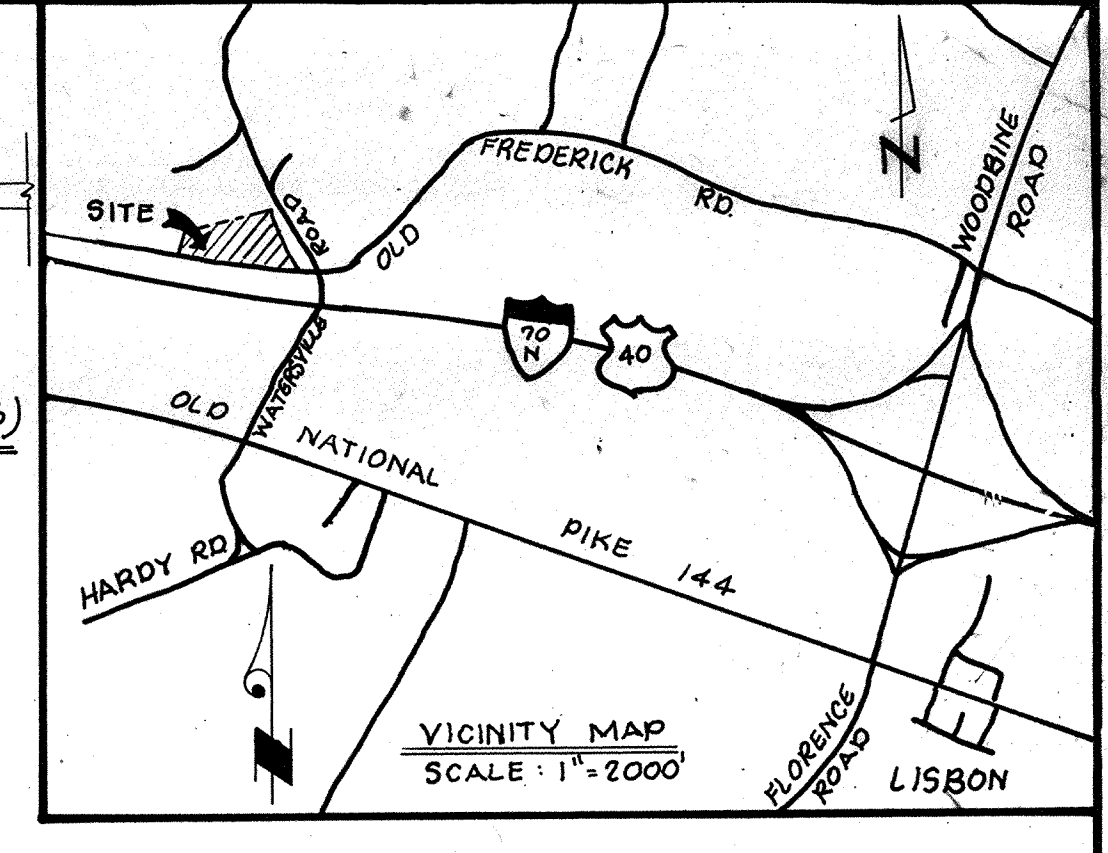 FREDERICK
RD.
N
WOODBINE
ROAD
SITE
ROAD
OLD
70
N
40
WATERSVILLE
OLD
NATIONAL
PIKE
144
HARDY RD
VICINITY MAP
SCALE : 1"=2000'
FLORENCE
ROAD
LISBON